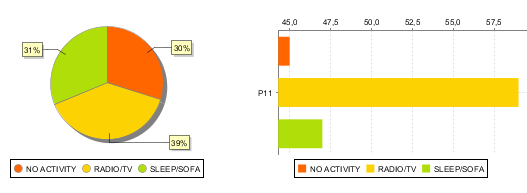 31%
30%
39%
NO ACTIVITY RADIO/TV SLEEP/SOFA
45,0 47,5 50,0 52,5 55,0 57,5
P11
NO ACTIVITY RADIO/TV SLEEP/SOFA